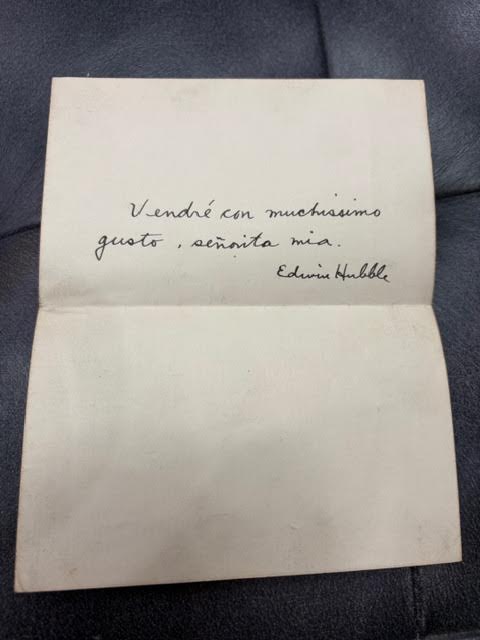 Vendré con muchissimo
gusto, señorita mia.
Edwin Hubble